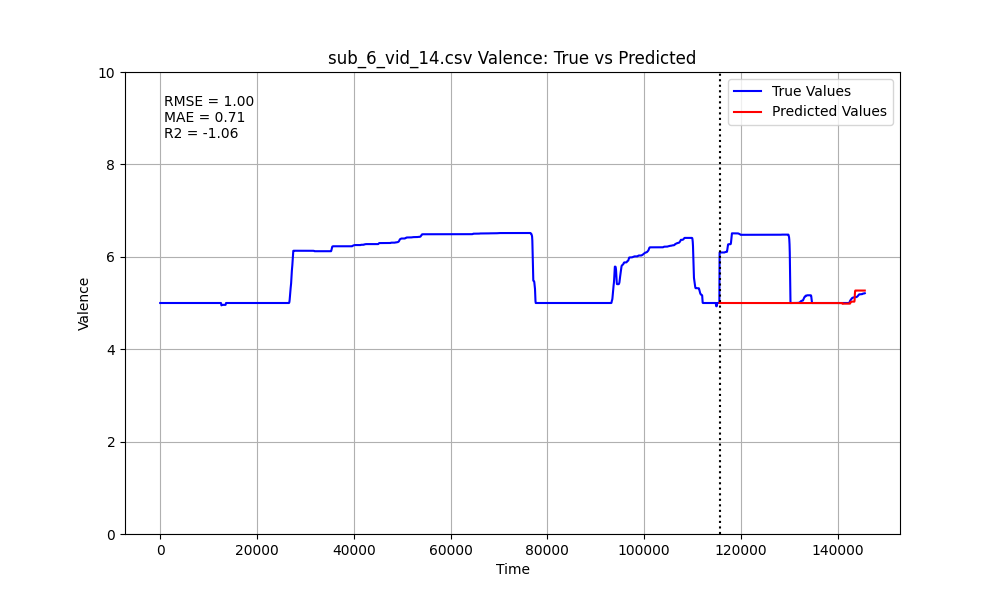 sub_6_vid_14.csv Valence: True vs Predicted
RMSE = 1.00
MAE = 0.71
R2 = -1.06
True Values
Predicted Values
Valence
10
8
6
4
2
0
0
20000
40000
60000
80000
100000
120000
140000
Time